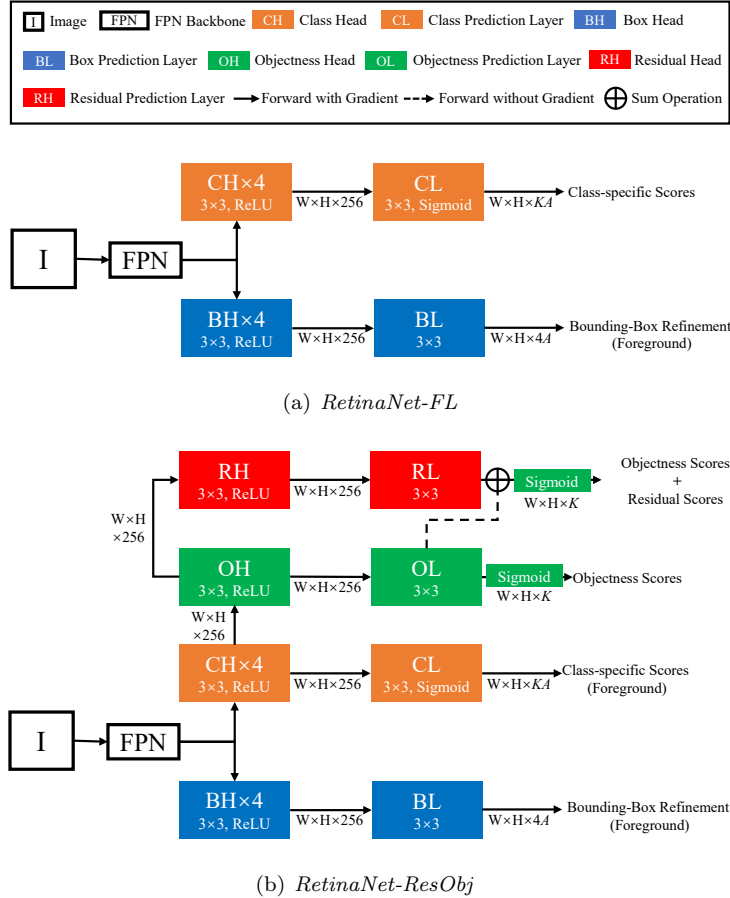 I Image FPN FPN Backbone CH Class Head CL Class Prediction Layer BH Box Head
BL Box Prediction Layer OH Objectness Head OL Objectness Prediction Layer RH Residual Head
RH Residual Prediction Layer Forward with Gradient Forward without Gradient Sum Operation
CH×4
3×3, ReLU
W×H×256
CL
3×3, Sigmoid
W×H×KA
Class-specific Scores
I
FPN
BH×4
3×3, ReLU
W×H×256
BL
3×3
W×H×4A
Bounding-Box Refinement
(Foreground)
(a) RetinaNet-FL
RH
3×3, ReLU
W×H×256
RL
3×3
Sigmoid
W×H×K
Objectness Scores
+
Residual Scores
W×H
×256
OH
3×3, ReLU
W×H×256
OL
3×3
Sigmoid
W×H×K
Objectness Scores
W×H
×256
CH×4
3×3, ReLU
W×H×256
CL
3×3, Sigmoid
W×H×KA
Class-specific Scores
(Foreground)
I
FPN
BH×4
3×3, ReLU
W×H×256
BL
3×3
W×H×4A
Bounding-Box Refinement
(Foreground)
(b) RetinaNet-ResObj